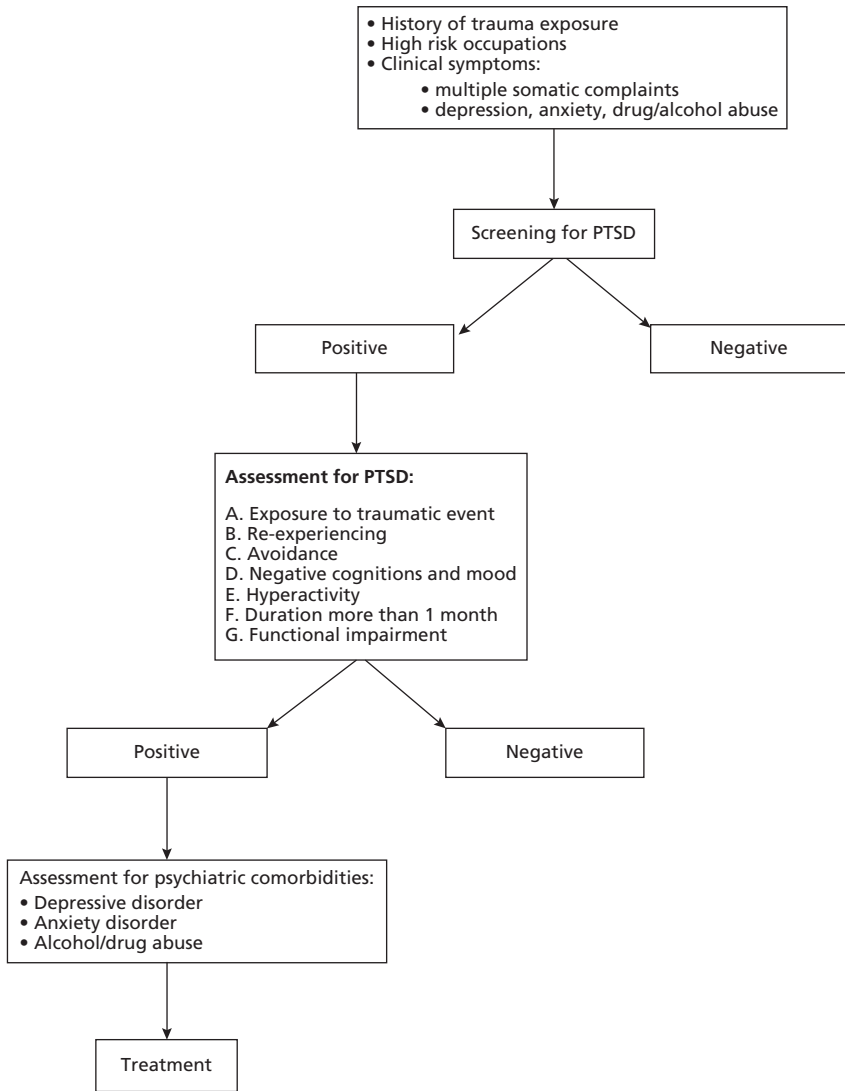 • History of trauma exposure
• High risk occupations
• Clinical symptoms:
• multiple somatic complaints
• depression, anxiety, drug/alcohol abuse
Screening for PTSD
Positive
Negative
Assessment for PTSD:
A. Exposure to traumatic event
B. Re-experiencing
C. Avoidance
D. Negative cognitions and mood
E. Hyperactivity
F. Duration more than 1 month
G. Functional impairment
Positive
Negative
Assessment for psychiatric comorbidities:
• Depressive disorder
• Anxiety disorder
• Alcohol/drug abuse
Treatment